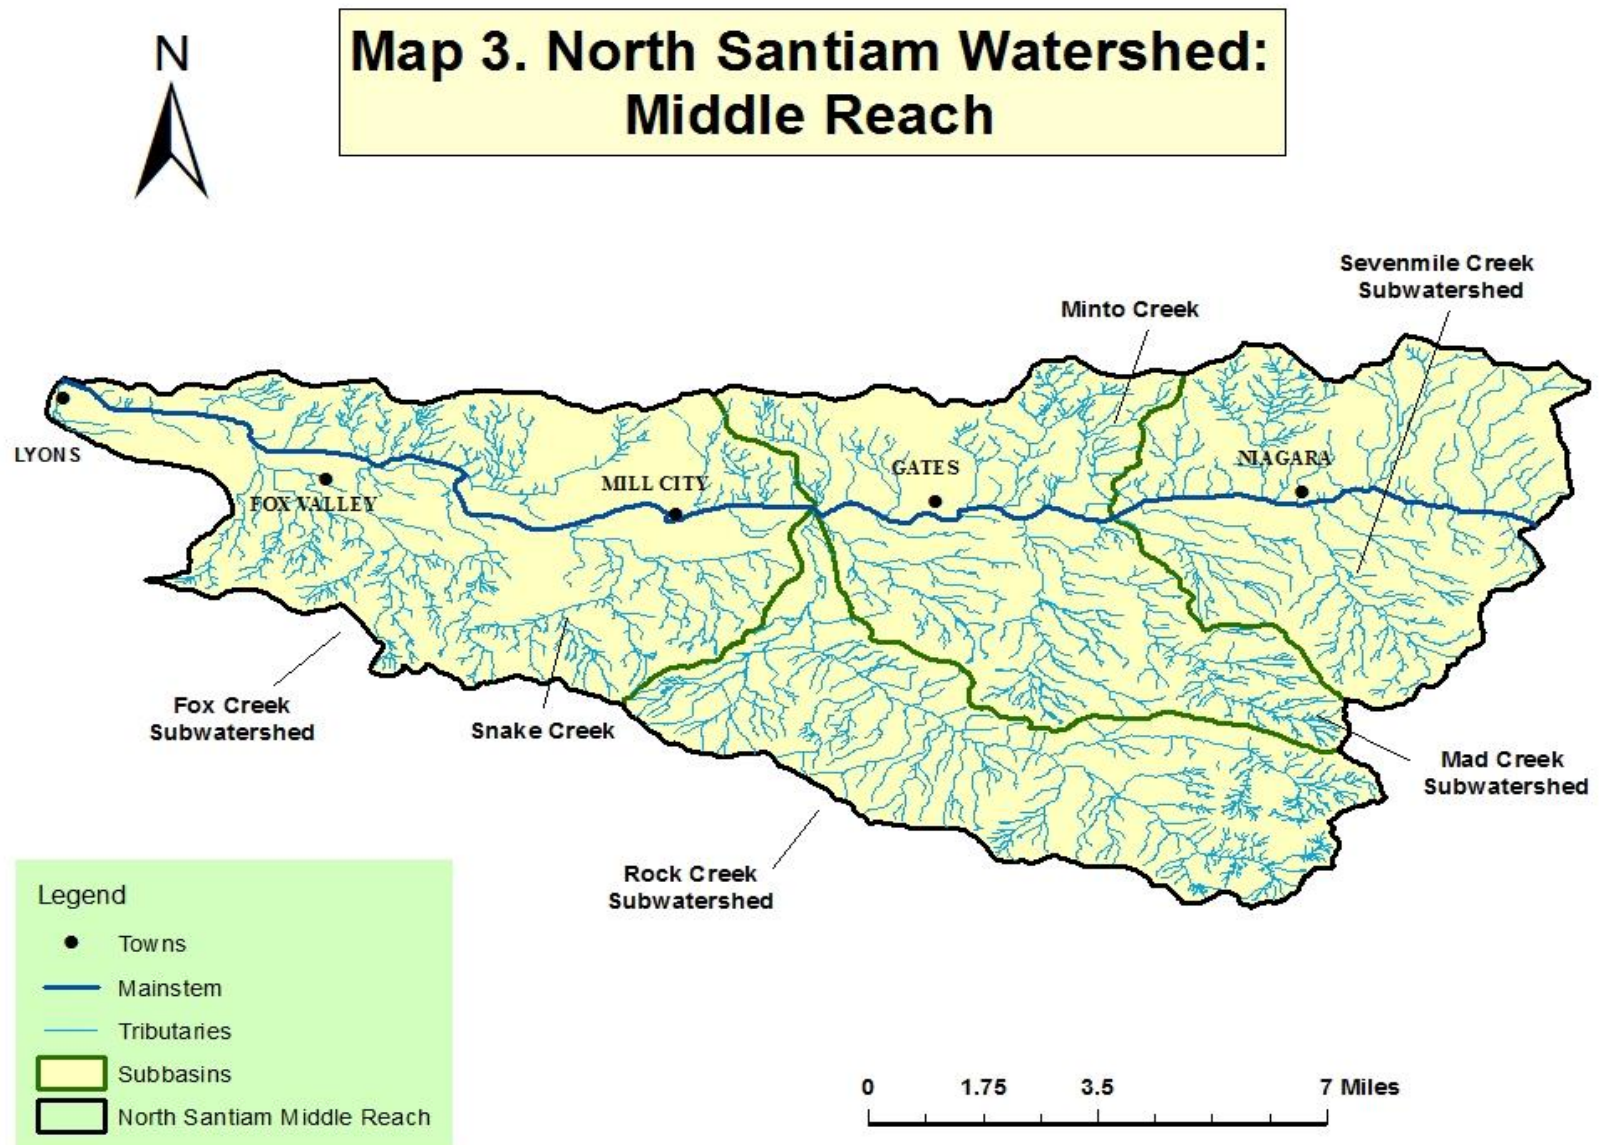 N
Map 3. North Santiam Watershed:
Middle Reach
Sevenmile Creek
Subwatershed
Minto Creek
LYONS
FOX VALLEY
MILL CITY
GATES
NIAGARA
Fox Creek
Subwatershed
Snake Creek
Mad Creek
Subwatershed
Rock Creek
Subwatershed
Legend
Towns
Mainstem
Tributaries
Subbasins
North Santiam Middle Reach
0 1.75 3.5 7 Miles